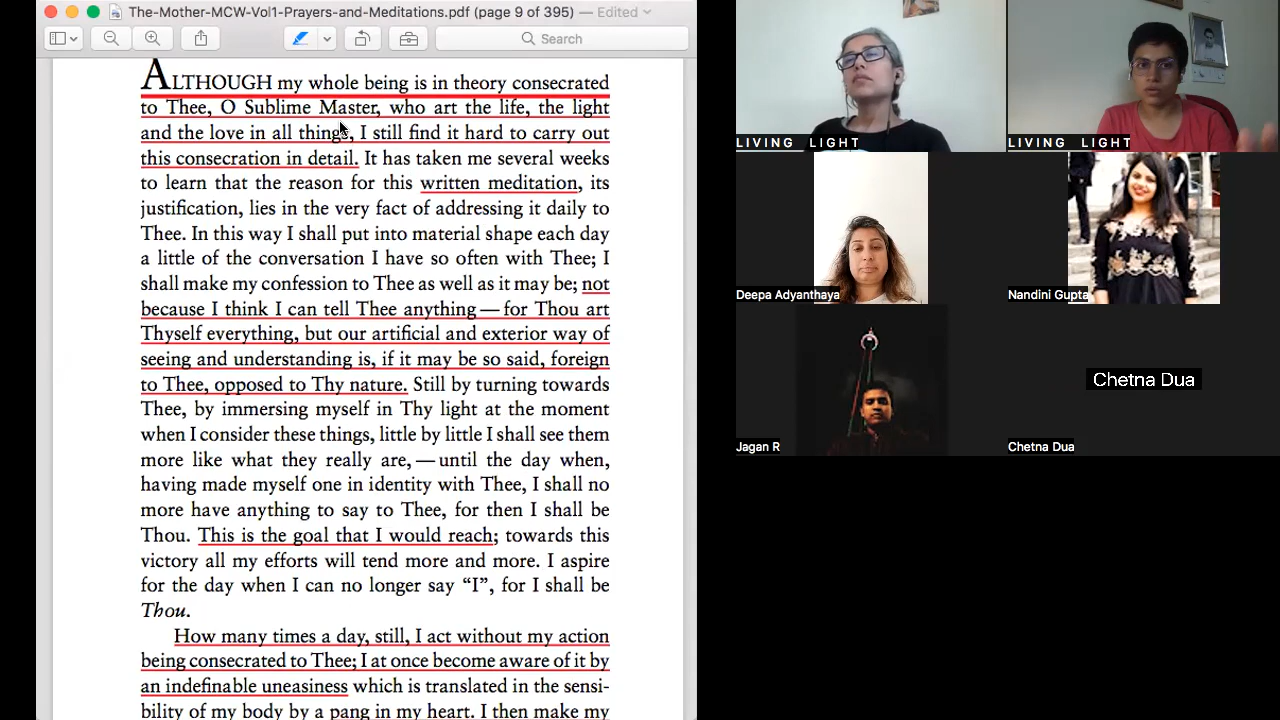 The-Mother-MCW-Vol1-Prayers-and-Meditations.pdf (page 9 of 395) — Edited
Search
ALTHOUGH my whole being is in theory consecrated
to Thee, O Sublime Master, who art the life, the light
and the love in all things, I still find it hard to carry out
this consecration in detail. It has taken me several weeks
to learn that the reason for this written meditation, its
justification, lies in the very fact of addressing it daily to
Thee. In this way I shall put into material shape each day
a little of the conversation I have so often with Thee; I
shall make my confession to Thee as well as it may be; not
because I think I can tell Thee anything — for Thou art
Thyself everything, but our artificial and exterior way of
seeing and understanding is, if it may be so said, foreign
to Thee, opposed to Thy nature. Still by turning towards
Thee, by immersing myself in Thy light at the moment
when I consider these things, little by little I shall see them
more like what they really are, — until the day when,
having made myself one in identity with Thee, I shall no
more have anything to say to Thee, for then I shall be
Thou. This is the goal that I would reach; towards this
victory all my efforts will tend more and more. I aspire
for the day when I can no longer say “I”, for I shall be
Thou.
How many times a day, still, I act without my action
being consecrated to Thee; I at once become aware of it by
an indefinable uneasiness which is translated in the sensi-
bility of my body by a pang in my heart. I then make my
LIVING LIGHT
LIVING LIGHT
Deepa Adyanthaya
Nandini Gupta
Jagan R
Chetna Dua
Chetna Dua